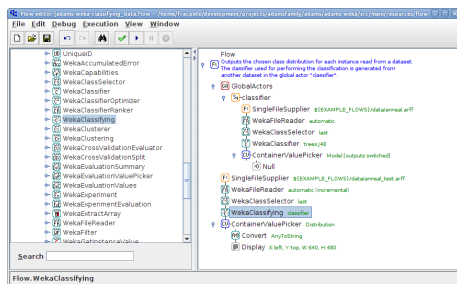 Flow editor [adams-weka-classifying_data.flow -- /home/fracpete/development/projects/adamsfamily/adams/adams-weka/src/main/resources/flow]
File Edit Debug Execution View Window
UniqueID
WekaAccumulatedError
WekaCapabilities
WekaClassSelector
WekaClassifier
WekaClassifierOptimizer
WekaClassifierRanker
WekaClassifying
WekaClusterer
WekaClustering
WekaCrossValidationEvaluator
WekaCrossValidationSplit
WekaEvaluationSummary
WekaEvaluationValuePicker
WekaEvaluationValues
WekaExperiment
WekaExperimentEvaluation
WekaExtractArray
WekaFileReader
WekaFilter
WekaGetInstanceValue
Search
Flow
Outputs the chosen class distribution for each instance read from a dataset.
The classifier used for performing the classification is generated from
another dataset in the global actor "classifier".
GlobalActors
classifier
SingleFileSupplier ${EXAMPLE_FLOWS}/data/anneal.arff
WekaFileReader automatic
WekaClassSelector last
WekaClassifier trees.J48
ContainerValuePicker Model [outputs switched]
Null
SingleFileSupplier ${EXAMPLE_FLOWS}/data/anneal_test.arff
WekaFileReader automatic (incremental)
WekaClassSelector last
WekaClassifying classifier
ContainerValuePicker Distribution
Convert AnyToString
Display X:left, Y:top, W:640, H:480
Flow.WekaClassifying